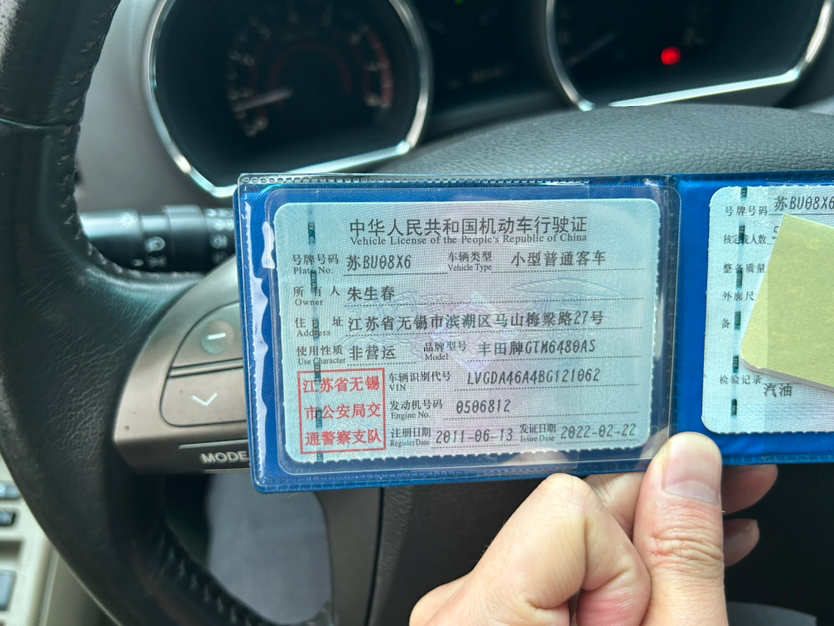 中华人民共和国机动车行驶证
Vehicle License of the People's Republic of China
号牌号码 苏BU08X6 车辆类型 小型普通客车
Plate No. Vehicle Type
所有人 朱生春
Owner
住址 江苏省无锡市滨湖区马山梅梁路27号
Address
使用性质 非营运 品牌型号 丰田牌GTM6480AS
Use Character Model
江苏省无锡
市公安局交
通警察支队
车辆识别代号 LVGDA46A4BG121062
VIN
发动机号码 0506812
Engine No.
注册日期 2011-06-13 发证日期 2022-02-22
Register Date Issue Date
号牌号码 苏BU08X6
核定载人数
整备质量
外廓尺
备
检验记录
汽油
MODE